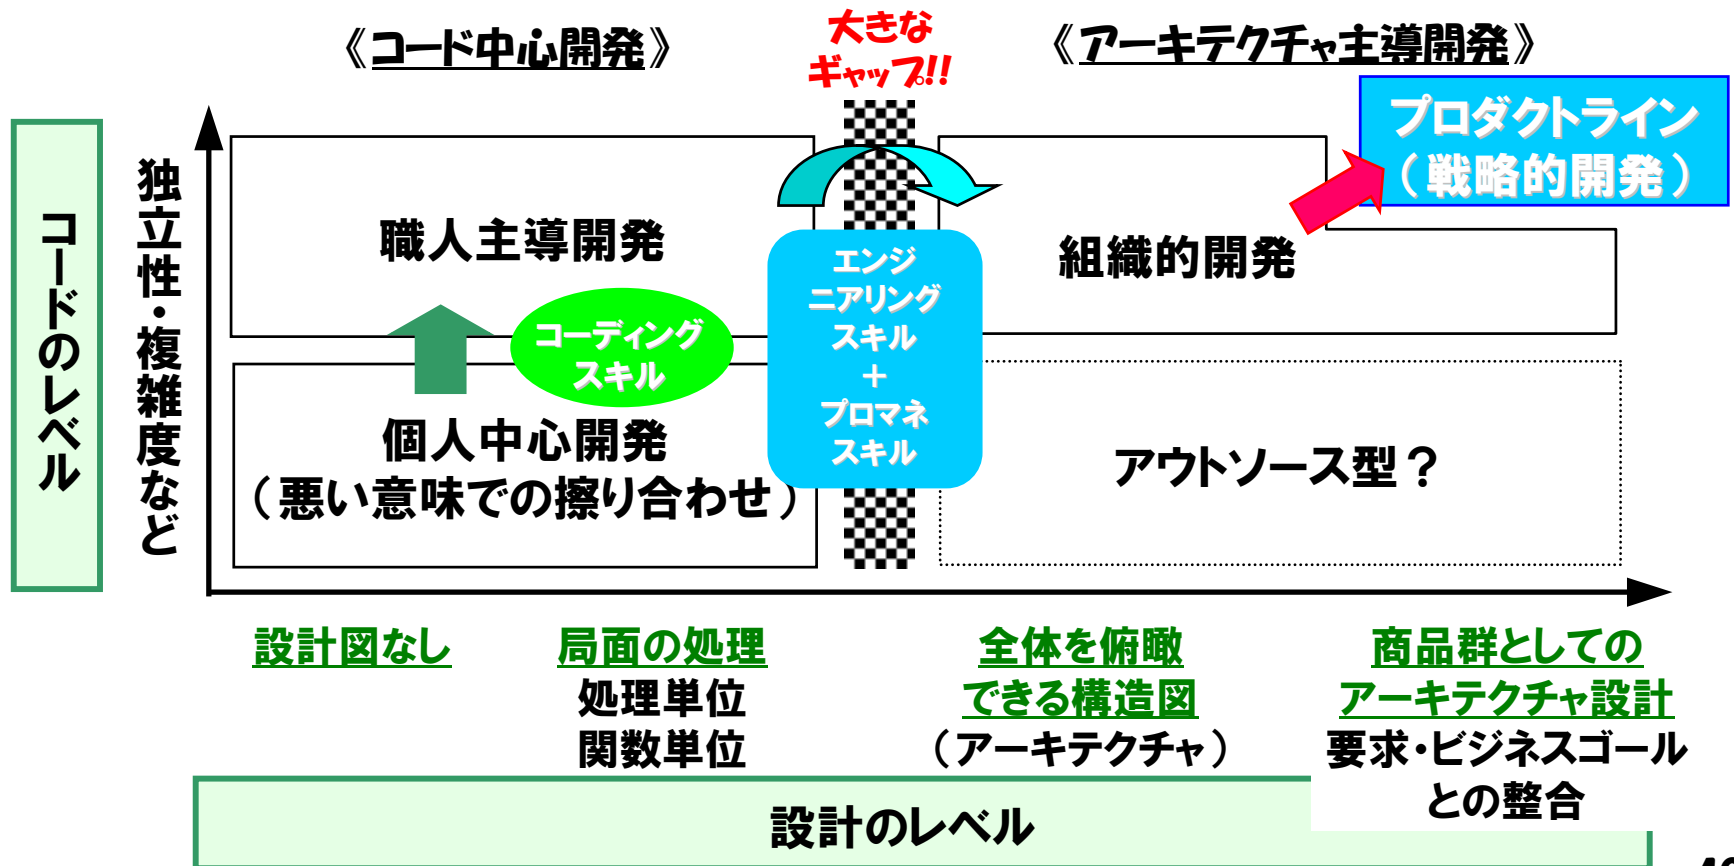 《コード中心開発》
大きな
ギャップ!!
《アーキテクチャ主導開発》
プロダクトライン
（戦略的開発）
コードのレベル
独立性・複雑度など
職人主導開発
組織的開発
エンジ
ニアリング
スキル
＋
プロマネ
スキル
コーディング
スキル
個人中心開発
（悪い意味での擦り合わせ）
アウトソース型？
設計図なし
局面の処理
処理単位
関数単位
全体を俯瞰
できる構造図
（アーキテクチャ）
商品群としての
アーキテクチャ設計
要求・ビジネスゴール
との整合
設計のレベル